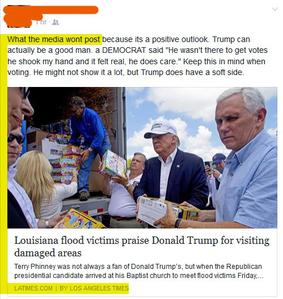 What the media wont post because its a positive outlook. Trump can
actually be a good man. a DEMOCRAT said "He wasn't there to get votes
he shook my hand and it felt real, he does care." Keep this in mind when
voting. He might not show it a lot, but Trump does have a soft side.
Louisiana flood victims praise Donald Trump for visiting
damaged areas
Terry Phinney was not always a fan of Donald Trump's, but when the Republican
presidential candidate arrived at his Baptist church to meet flood victims Friday,...
LATIMES.COM | BY LOS ANGELES TIMES